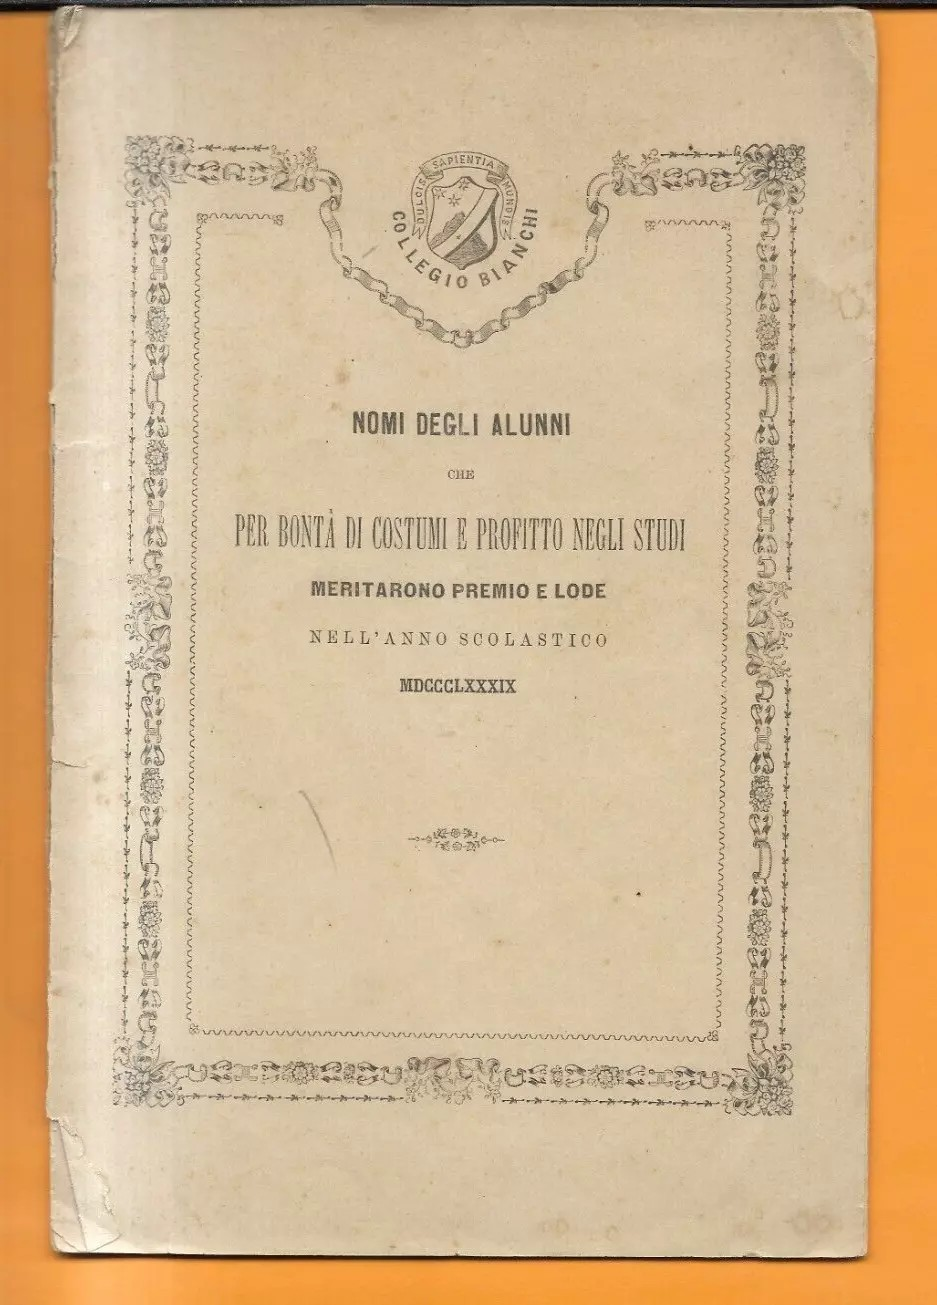 DULCIS SAPIENTIA MUNDIS
COLLEGIO BIANCHI
NOMI DEGLI ALUNNI
CHE
PER BONTÀ DI COSTUMI E PROFITTO NEGLI STUDI
MERITARONO PREMIO E LODE
NELL'ANNO SCOLASTICO
MDCCCLXXXIX